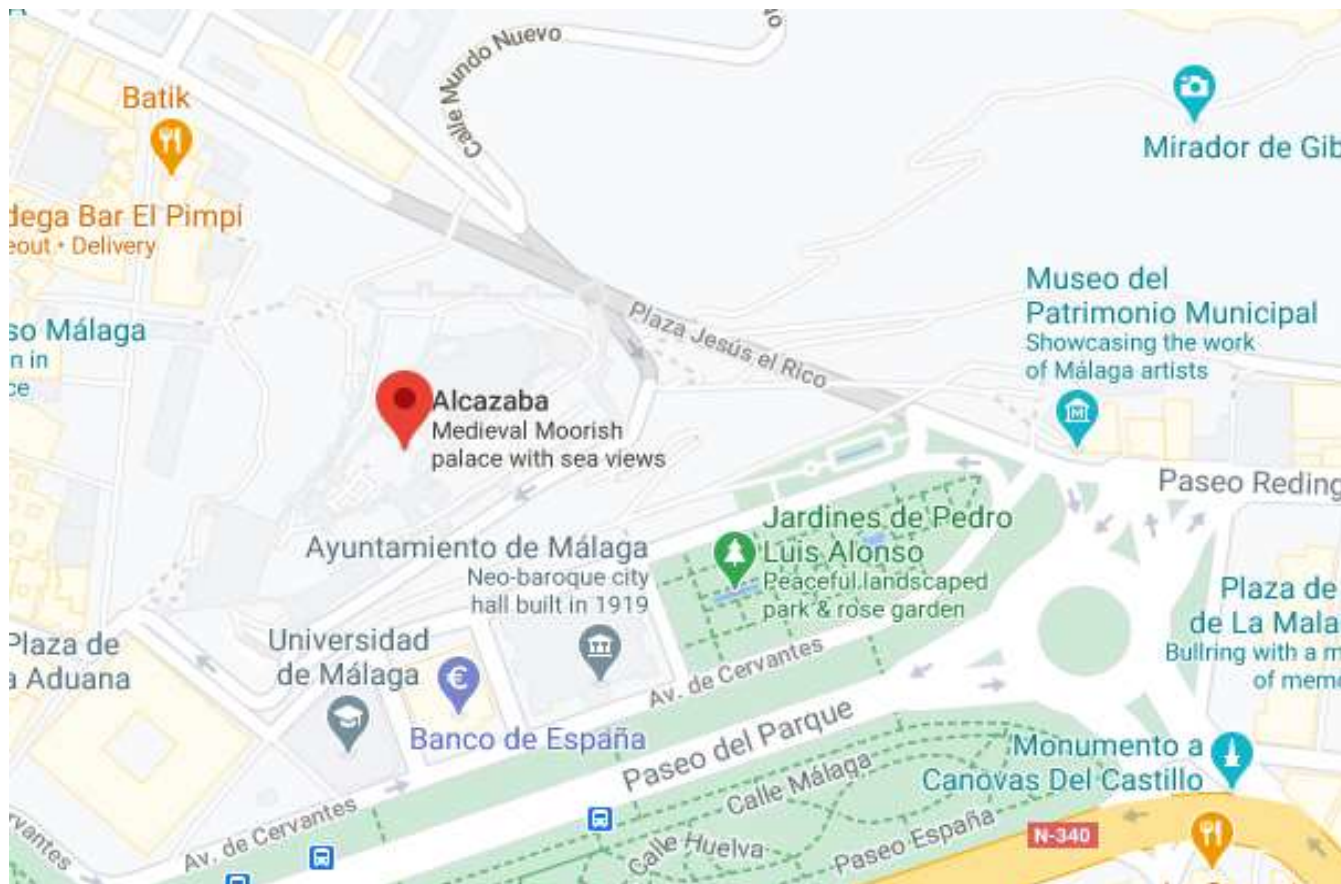 Calle Mundo Nuevo
Batik
Mirador de Gib
dega Bar El Pimpi
eout • Delivery
Museo del
Patrimonio Municipal
Showcasing the work
of Málaga artists
Plaza Jesús el Rico
so Málaga
n in
ce
Alcazaba
Medieval Moorish
palace with sea views
Paseo Reding
Jardines de Pedro
Luis Alonso
Peaceful landscaped
park & rose garden
Ayuntamiento de Málaga
Neo-baroque city
hall built in 1919
Plaza de
de La Mala
Bullring with a m
of memo
Plaza de
a Aduana
Universidad
de Málaga
Av. de Cervantes
Banco de España
Paseo del Parque
Monumento a
Canovas Del Castillo
Calle Málaga
N-340
Paseo España
Calle Huelva
Av. de Cervantes
rvantes